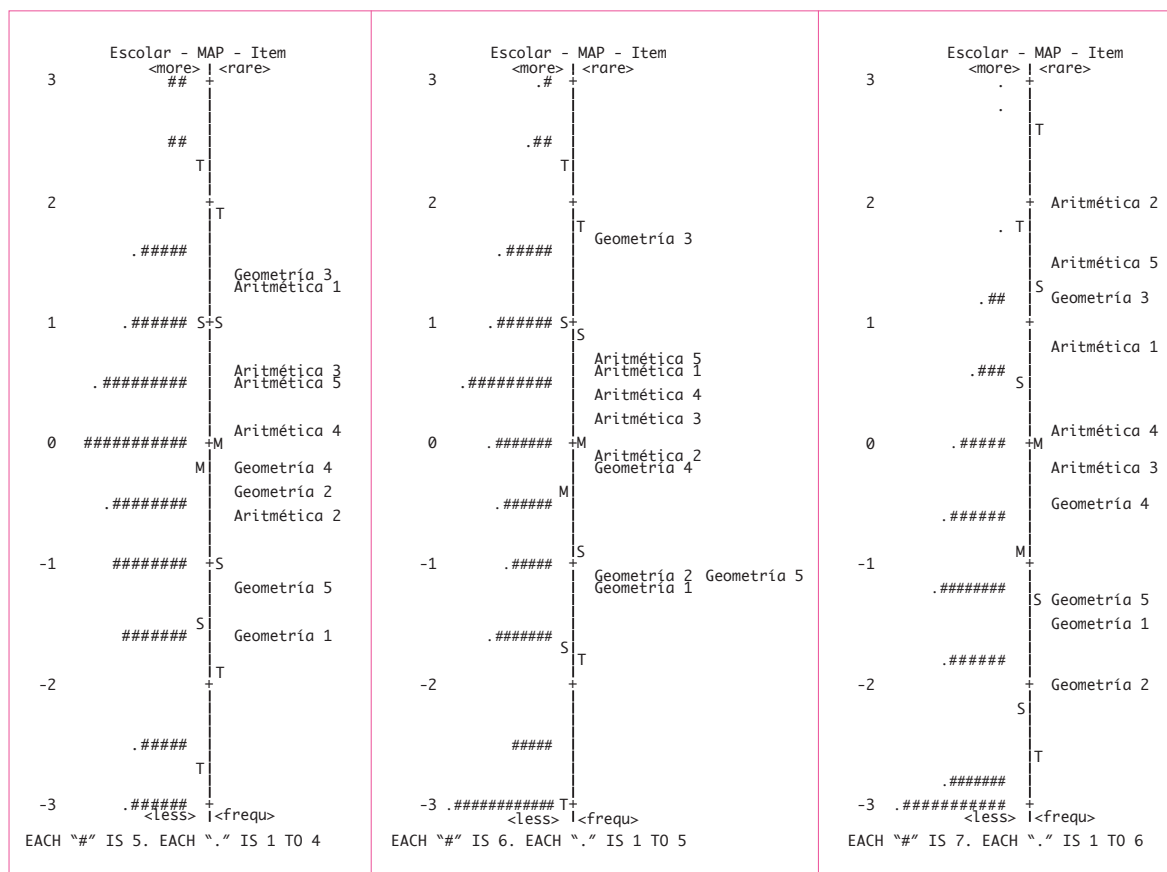 Escolar - MAP - Item
<more> | <rare>
3 ## +
##
T
2 +
T
.#####
Geometría 3
Aritmética 1
1 .###### S+S
Aritmética 3
.######### Aritmética 5
Aritmética 4
0 ########### +M
M Geometría 4
Geometría 2
.########
Aritmética 2
-1 ######## +S
Geometría 5
S
####### Geometría 1
T
-2 +
.#####
T
-3 .###### +
<less> | <frequ>
EACH "#" IS 5. EACH "." IS 1 TO 4
Escolar - MAP - Item
<more> | <rare>
3 .# +
.##
T
2 +
T
Geometría 3
.#####
1 .###### S+
S
Aritmética 5
Aritmética 1
.#########
Aritmética 4
Aritmética 3
0 .####### +M
Aritmética 2
Geometría 4
M
.######
S
-1 .##### +
Geometría 2 Geometría 5
Geometría 1
.#######
S
T
-2 +
#####
-3 .############ T+
<less> | <frequ>
EACH "#" IS 6. EACH "." IS 1 TO 5
Escolar - MAP - Item
<more> | <rare>
3 . +
.
T
2 + Aritmética 2
. T
Aritmética 5
S
.## Geometría 3
1 +
Aritmética 1
.###
S
Aritmética 4
0 .##### +M
Aritmética 3
Geometría 4
.######
M
-1 +
.########
S Geometría 5
Geometría 1
.######
-2 + Geometría 2
S
T
.#######
-3 .########### +
<less> | <frequ>
EACH "#" IS 7. EACH "." IS 1 TO 6